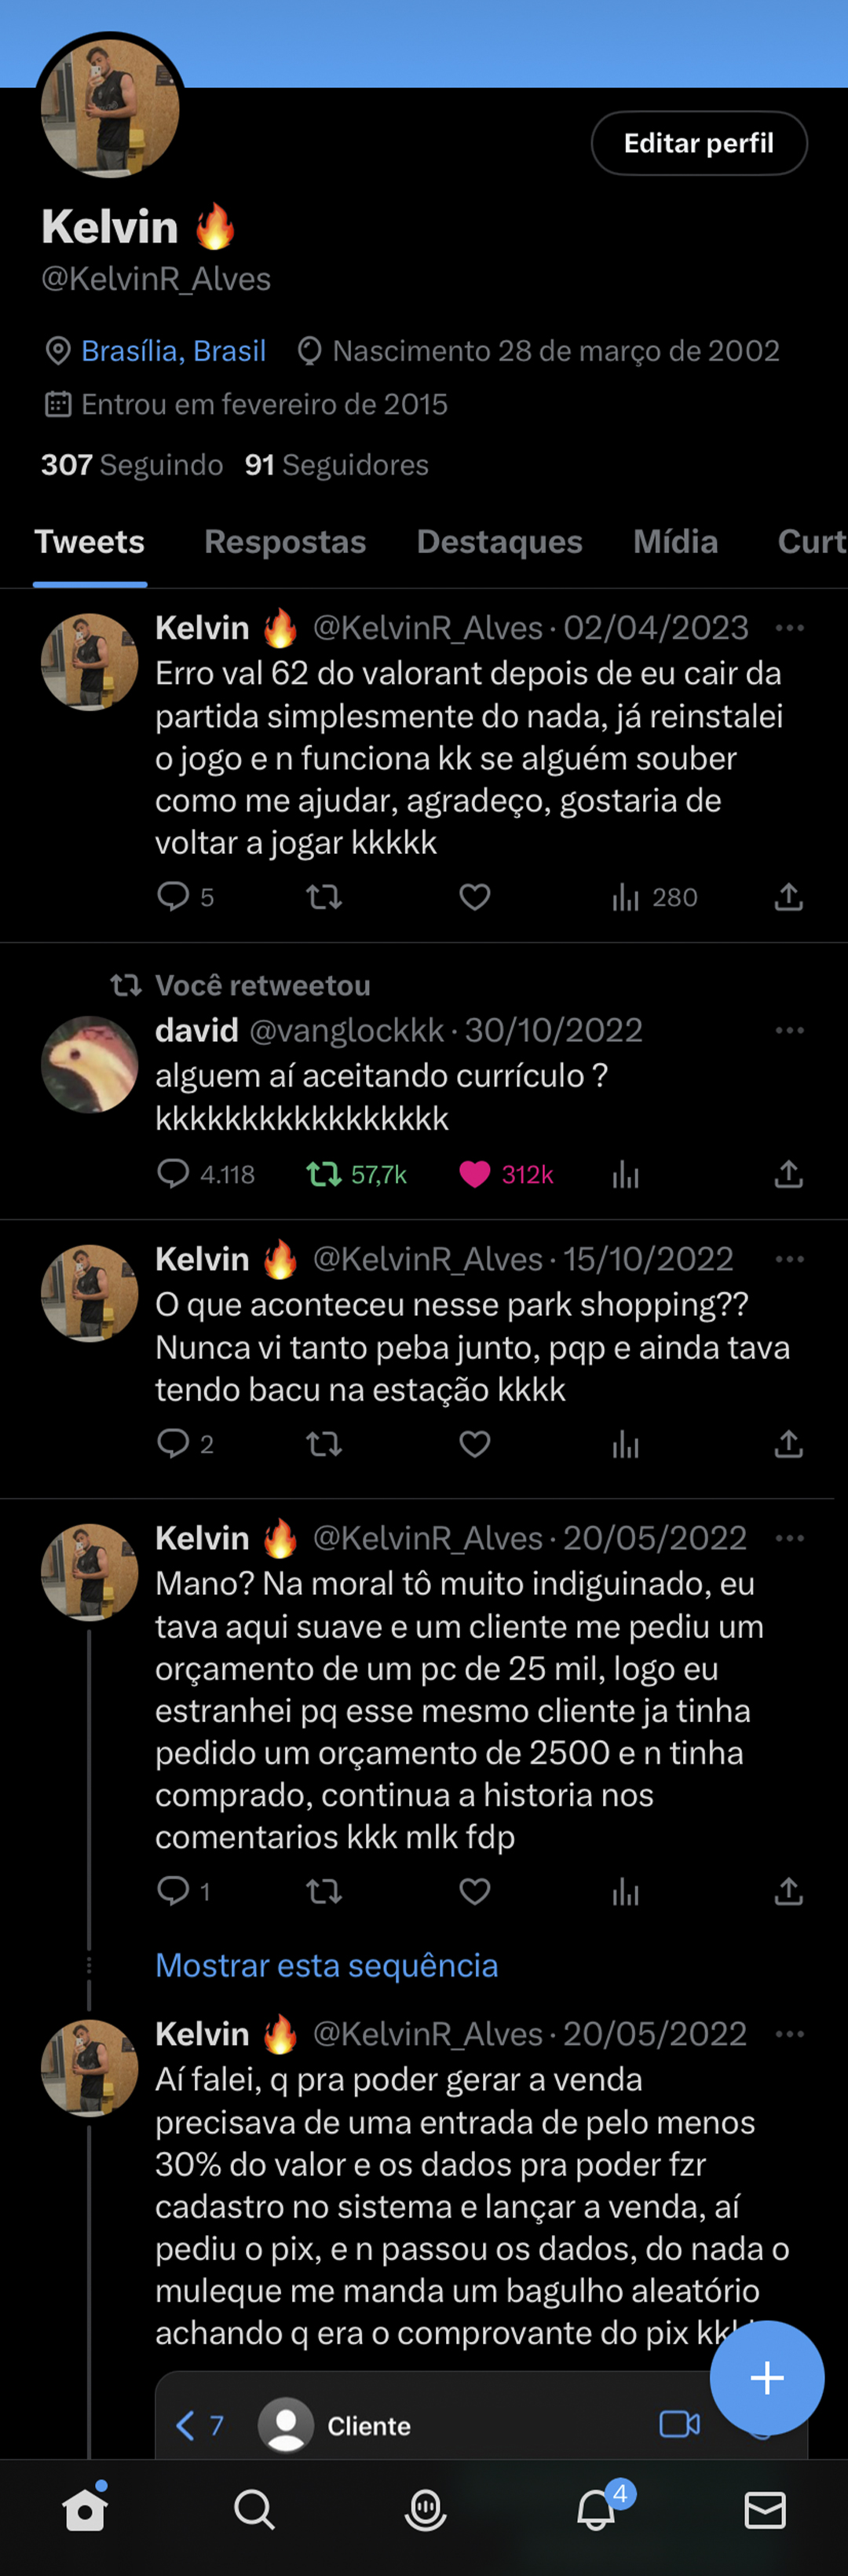 Editar perfil
Kelvin 🔥
@KelvinR_Alves
Brasília, Brasil Nascimento 28 de março de 2002
Entrou em fevereiro de 2015
307 Seguindo 91 Seguidores
Tweets Respostas Destaques Mídia Curt
Kelvin 🔥 @KelvinR_Alves · 02/04/2023
Erro val 62 do valorant depois de eu cair da
partida simplesmente do nada, já reinstalei
o jogo e n funciona kk se alguém souber
como me ajudar, agradeço, gostaria de
voltar a jogar kkkkk
5 280
Você retweetou
david @vanglockkk · 30/10/2022
alguem aí aceitando currículo ?
kkkkkkkkkkkkkkkkk
4.118 57,7k 312k
Kelvin 🔥 @KelvinR_Alves · 15/10/2022
O que aconteceu nesse park shopping??
Nunca vi tanto peba junto, pqp e ainda tava
tendo bacu na estação kkkk
2
Kelvin 🔥 @KelvinR_Alves · 20/05/2022
Mano? Na moral tô muito indiguinado, eu
tava aqui suave e um cliente me pediu um
orçamento de um pc de 25 mil, logo eu
estranhei pq esse mesmo cliente ja tinha
pedido um orçamento de 2500 e n tinha
comprado, continua a historia nos
comentarios kkk mlk fdp
1
Mostrar esta sequência
Kelvin 🔥 @KelvinR_Alves · 20/05/2022
Aí falei, q pra poder gerar a venda
precisava de uma entrada de pelo menos
30% do valor e os dados pra poder fzr
cadastro no sistema e lançar a venda, aí
pediu o pix, e n passou os dados, do nada o
muleque me manda um bagulho aleatório
achando q era o comprovante do pix
7 Cliente
4